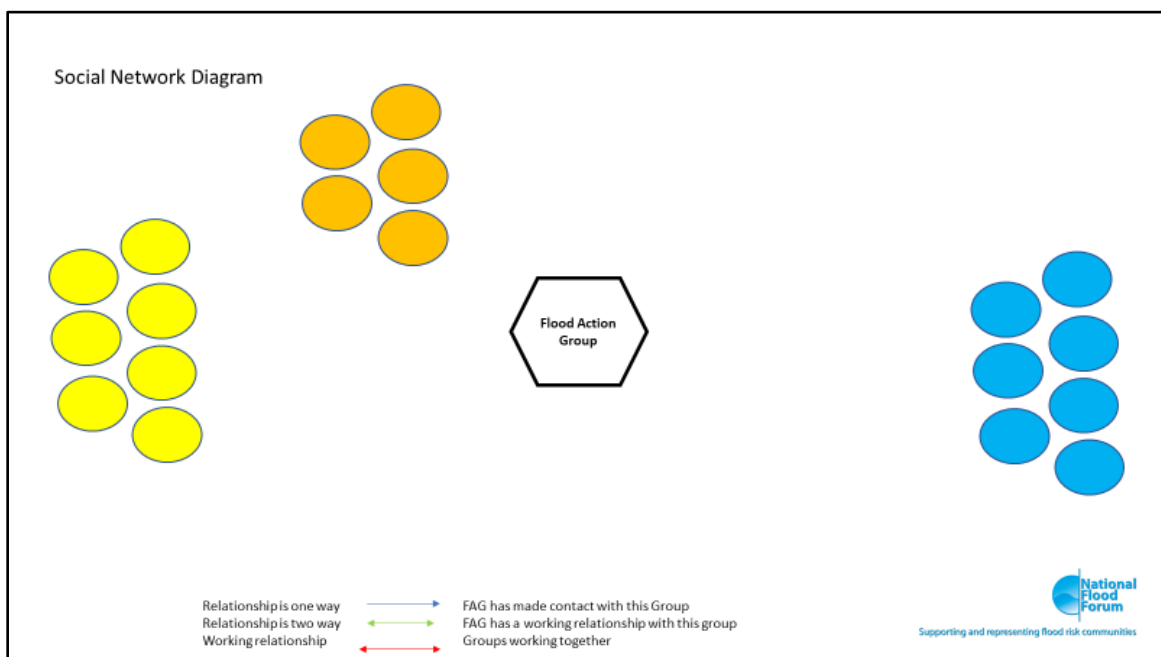 Social Network Diagram
Flood Action
Group
Relationship is one way FAG has made contact with this Group
Relationship is two way FAG has a working relationship with this group
Working relationship Groups working together
National
Flood
Forum
Supporting and representing flood risk communities